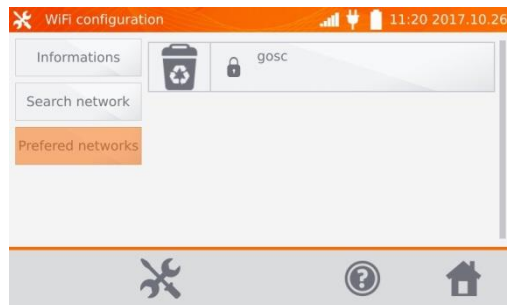 WiFi configuration
11:20 2017.10.26
Informations
gosc
Search network
Prefered networks
?